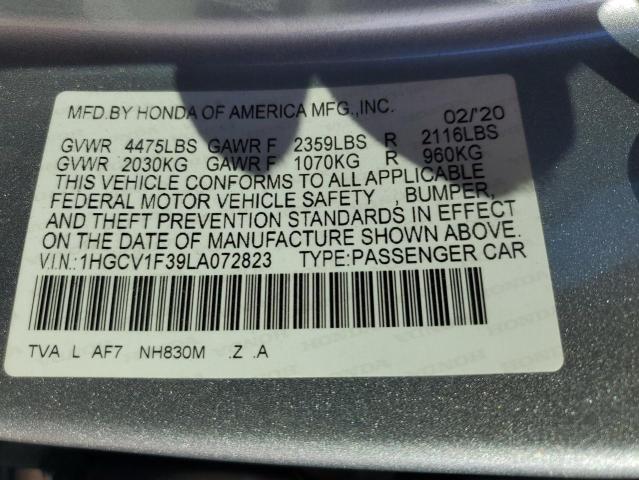 MFD.BY HONDA OF AMERICA MFG.,INC. 02/'20
GVWR 4475LBS GAWR F 2359LBS R 2116LBS
GVWR 2030KG GAWR F 1070KG R 960KG
THIS VEHICLE CONFORMS TO ALL APPLICABLE
FEDERAL MOTOR VEHICLE SAFETY , BUMPER,
AND THEFT PREVENTION STANDARDS IN EFFECT
ON THE DATE OF MANUFACTURE SHOWN ABOVE.
V.I.N.:1HGCV1F39LA072823 TYPE:PASSENGER CAR
TVA L AF7 NH830M .Z .A